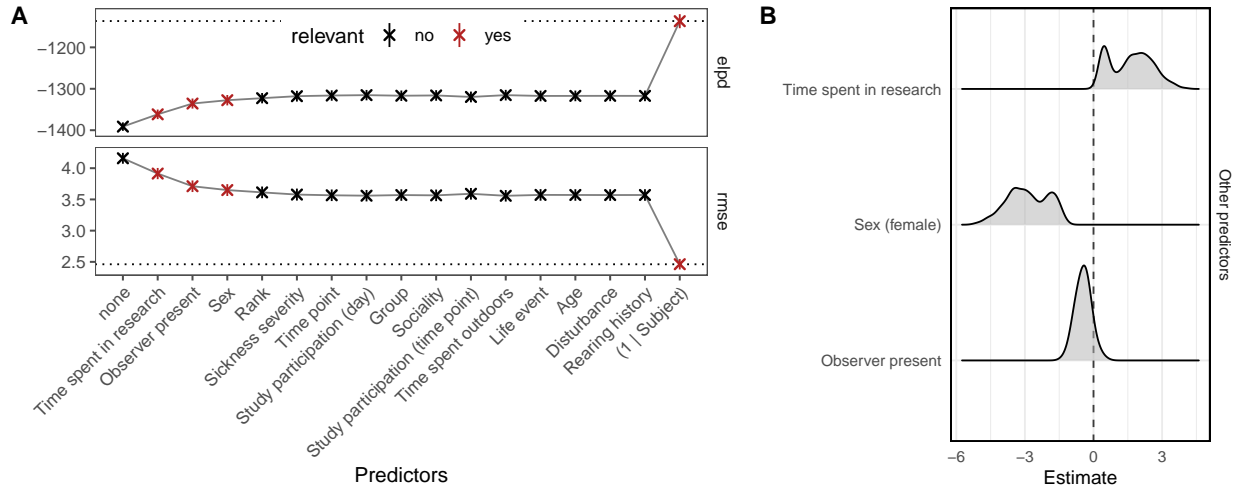 A
relevant no yes
−1200
−1300
−1400
elpd
4.0
3.5
3.0
2.5
rmse
none
Time spent in research
Observer present
Sex
Rank
Sickness severity
Time point
Study participation (day)
Group
Sociality
Study participation (time point)
Time spent outdoors
Life event
Age
Disturbance
Rearing history
(1 | Subject)
Predictors
B
Time spent in research
Sex (female)
Observer present
Other predictors
−6 −3 0 3
Estimate